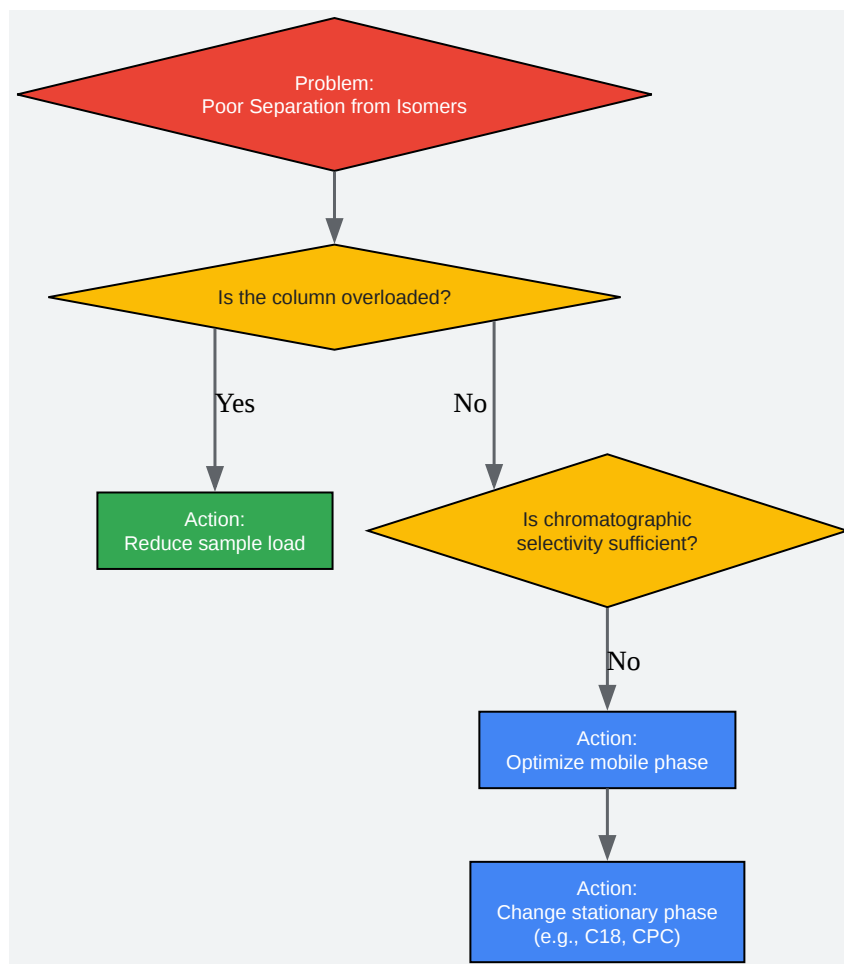 Problem:
Poor Separation from Isomers
Is the column overloaded?
Yes
No
Action:
Reduce sample load
Is chromatographic
selectivity sufficient?
No
Action:
Optimize mobile phase
Action:
Change stationary phase
(e.g., C18, CPC)